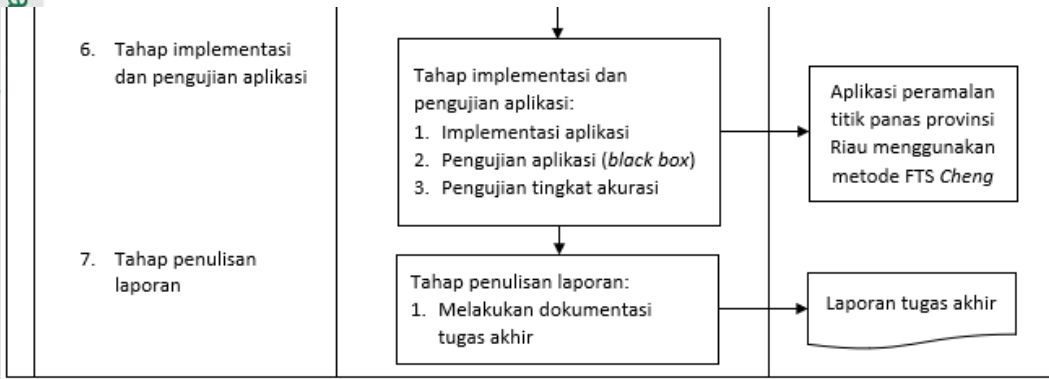 6. Tahap implementasi
dan pengujian aplikasi
Tahap implementasi dan
pengujian aplikasi:
1. Implementasi aplikasi
2. Pengujian aplikasi (black box)
3. Pengujian tingkat akurasi
Aplikasi peramalan
titik panas provinsi
Riau menggunakan
metode FTS Cheng
7. Tahap penulisan
laporan
Tahap penulisan laporan:
1. Melakukan dokumentasi
tugas akhir
Laporan tugas akhir